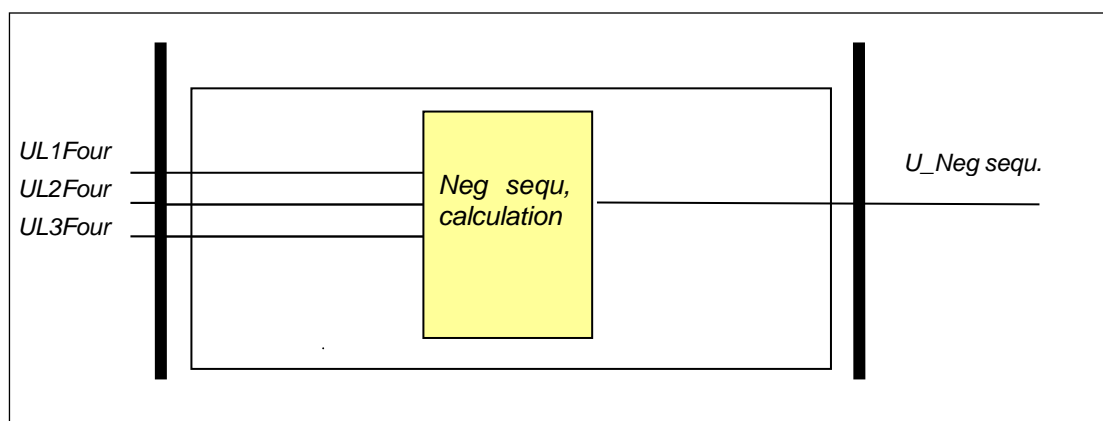 UL1Four
UL2Four
UL3Four
Neg sequ,
calculation
U_Neg sequ.